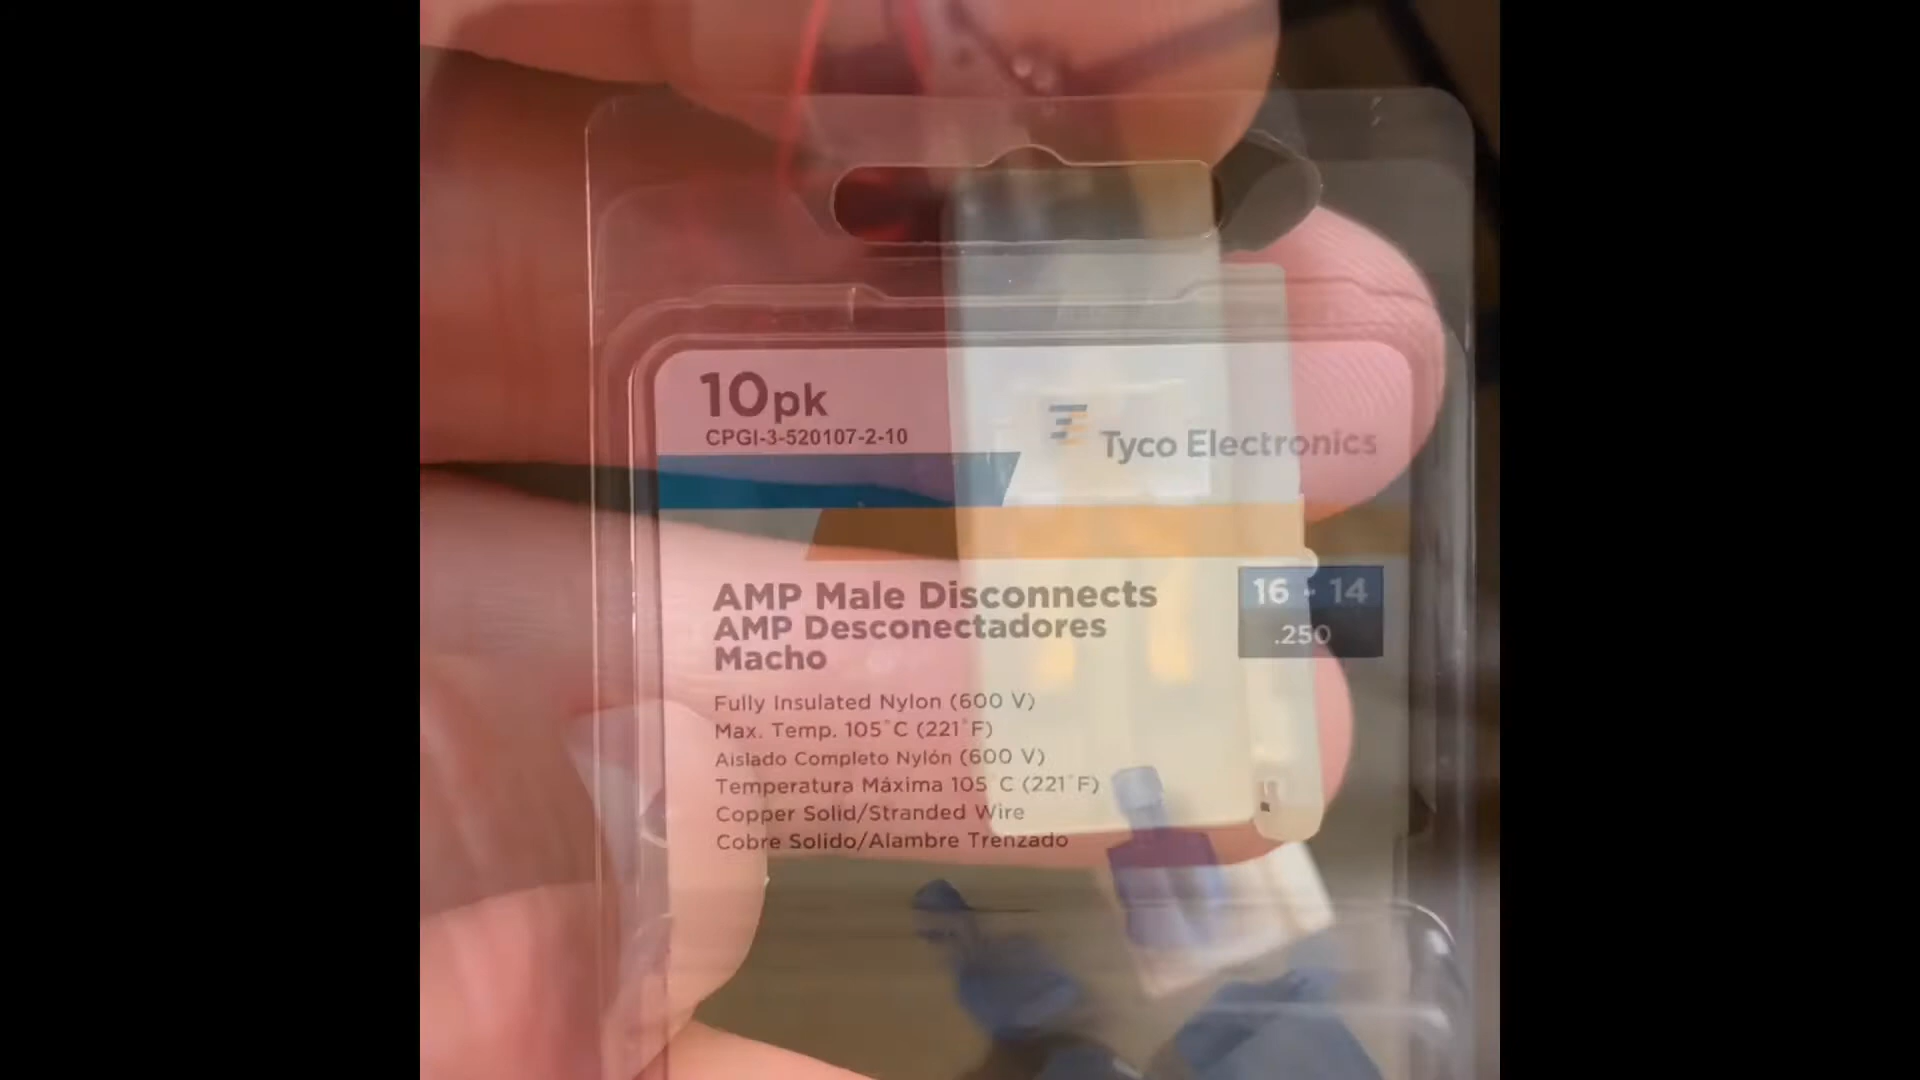 10pk
CPGI-3-520107-2-10
Tyco Electronics
AMP Male Disconnects
AMP Desconectadores
Macho
16 - 14
.250
Fully Insulated Nylon (600 V)
Max. Temp. 105°C (221°F)
Aislado Completo Nylón (600 V)
Temperatura Máxima 105°C (221°F)
Copper Solid/Stranded Wire
Cobre Solido/Alambre Trenzado